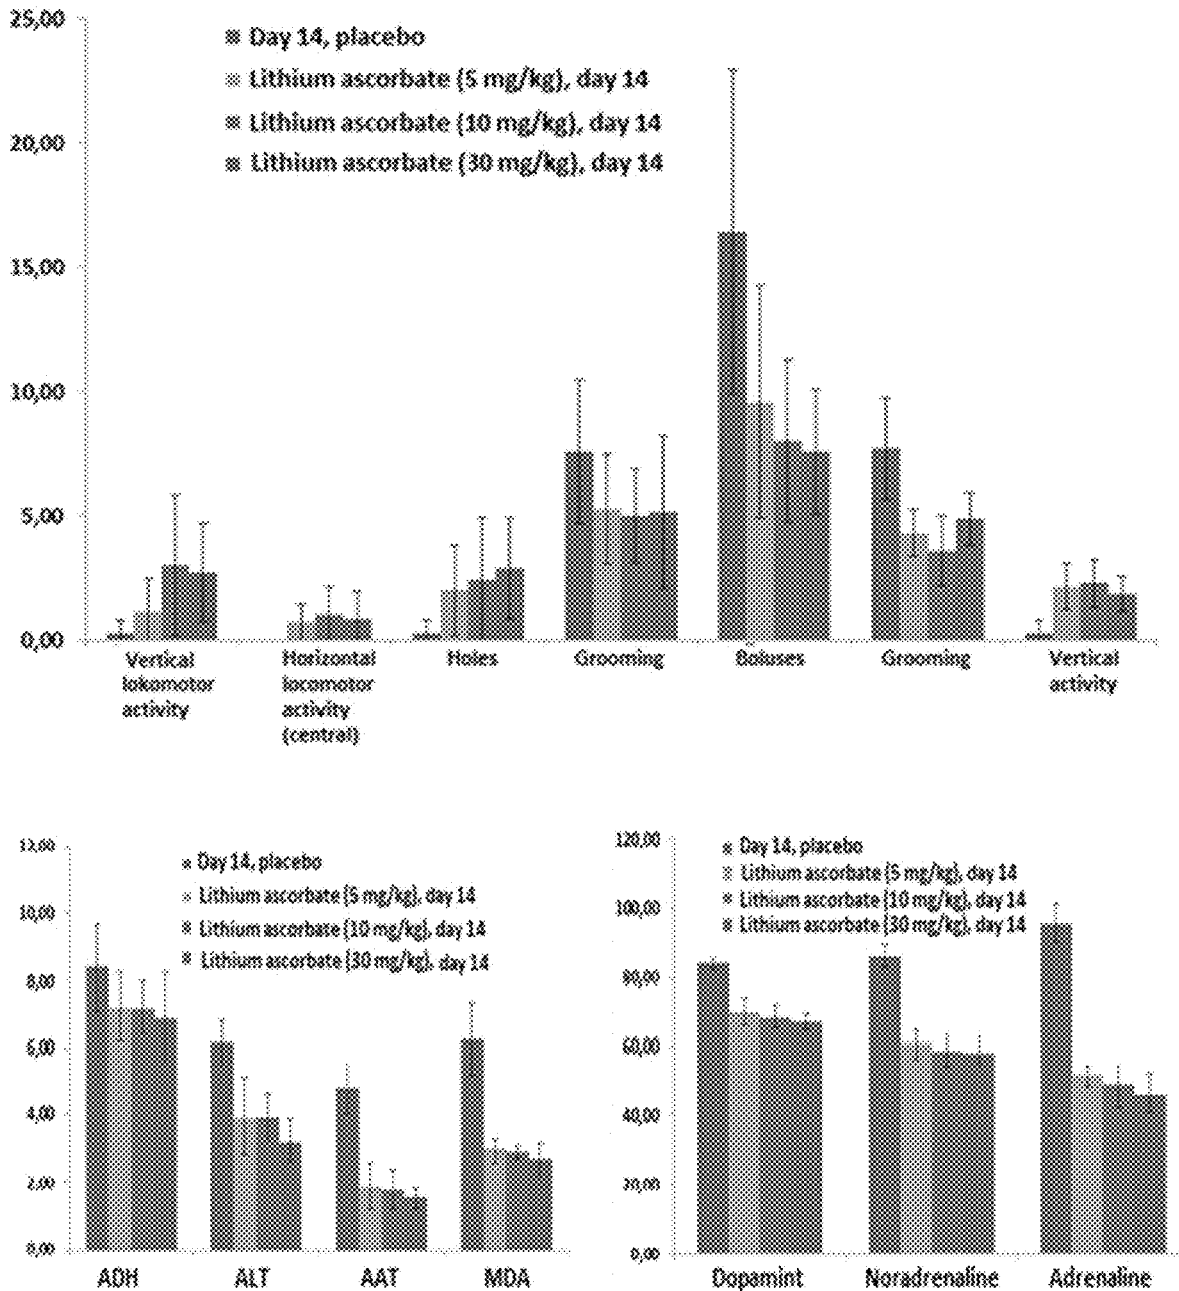 25,00
20,00
15,00
10,00
5,00
0,00
Day 14, placebo
Lithium ascorbate (5 mg/kg), day 14
Lithium ascorbate (10 mg/kg), day 14
Lithium ascorbate (30 mg/kg), day 14
Vertical
lokomotor
activity
Horizontal
locomotor
activity
(central)
Holes
Grooming
Boluses
Grooming
Vertical
activity
12,00
10,00
8,00
6,00
4,00
2,00
0,00
Day 14, placebo
Lithium ascorbate (5 mg/kg), day 14
Lithium ascorbate (10 mg/kg), day 14
Lithium ascorbate (30 mg/kg), day 14
ADH
ALT
AAT
MDA
120,00
100,00
80,00
60,00
40,00
20,00
0,00
Day 14, placebo
Lithium ascorbate (5 mg/kg), day 14
Lithium ascorbate (10 mg/kg), day 14
Lithium ascorbate (30 mg/kg), day 14
Dopamint
Noradrenaline
Adrenaline